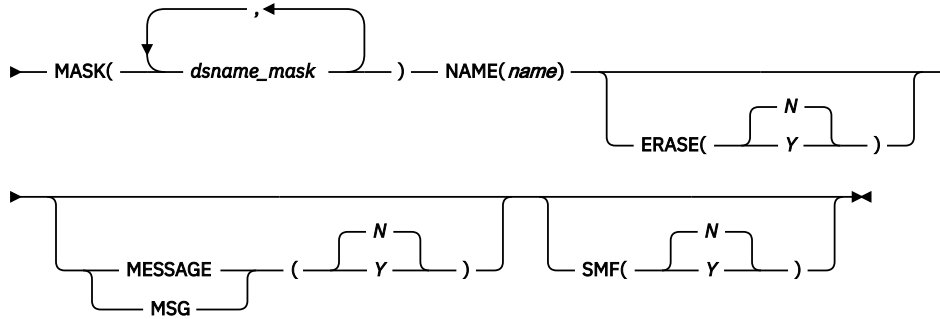 ,
MASK( dsname_mask ) NAME(name)
N
ERASE( Y )
N
MESSAGE ( Y )
MSG
N
SMF( Y )